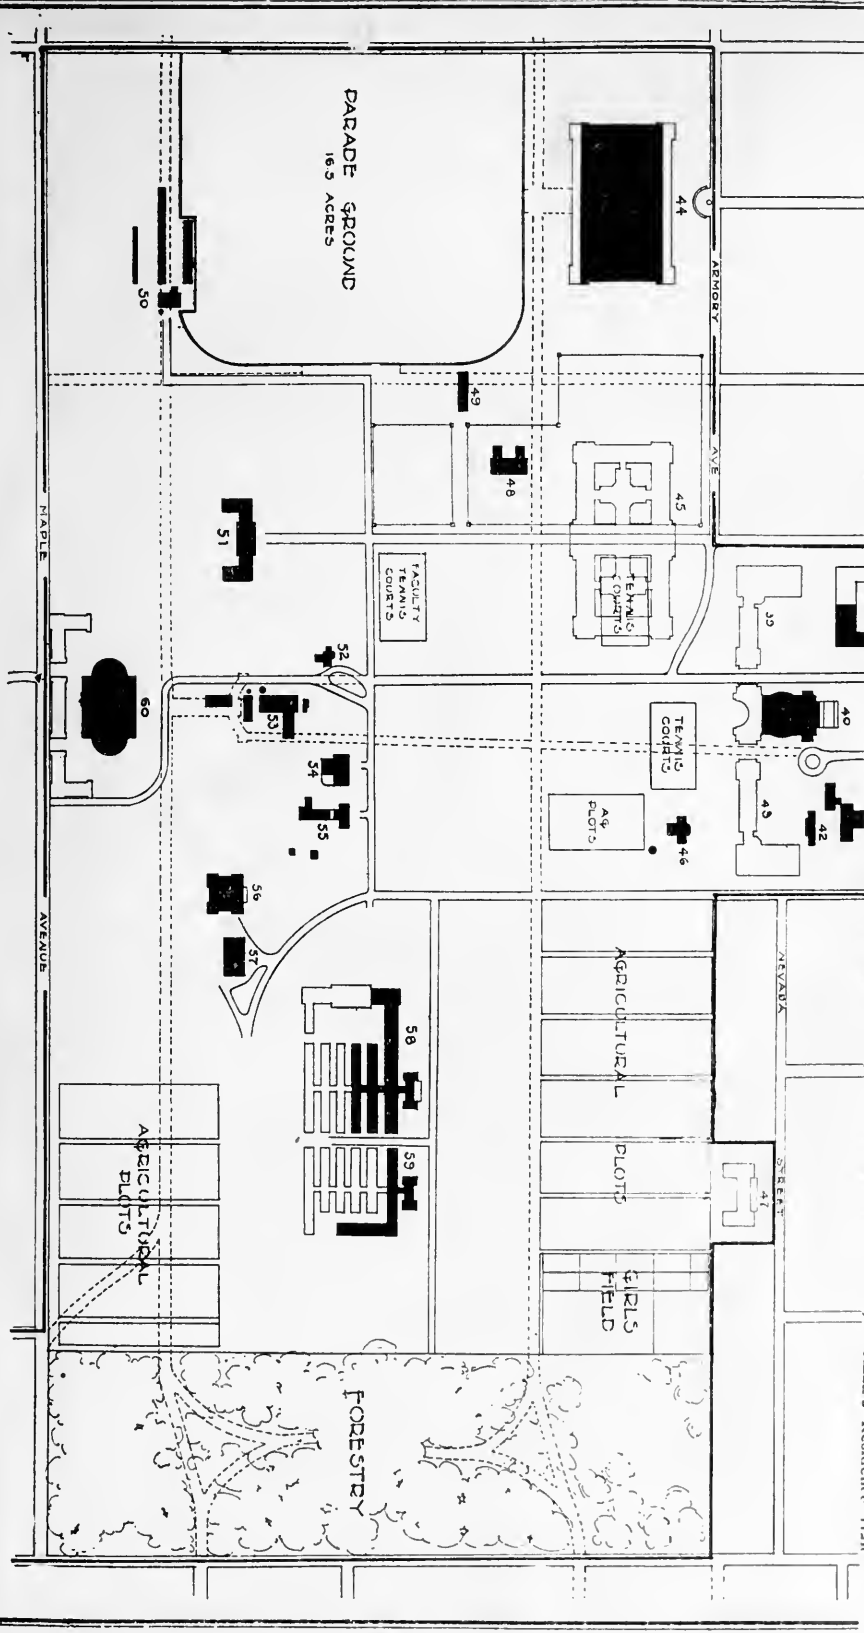 PARADE GROUND
16.5 ACRES
44
ARMORY
AVE
50
49
48
45
MAPLE
AVENUE
51
FACULTY
TENNIS
COURTS
TENNIS
COURTS
39
52
60
53
TENNIS
COURTS
40
54
55
AG
PLOTS
46
43
42
56
57
AGRICULTURAL
PLOTS
NEVADA
STREET
58
59
47
AGRICULTURAL
PLOTS
GIRLS
FIELD
FORESTRY